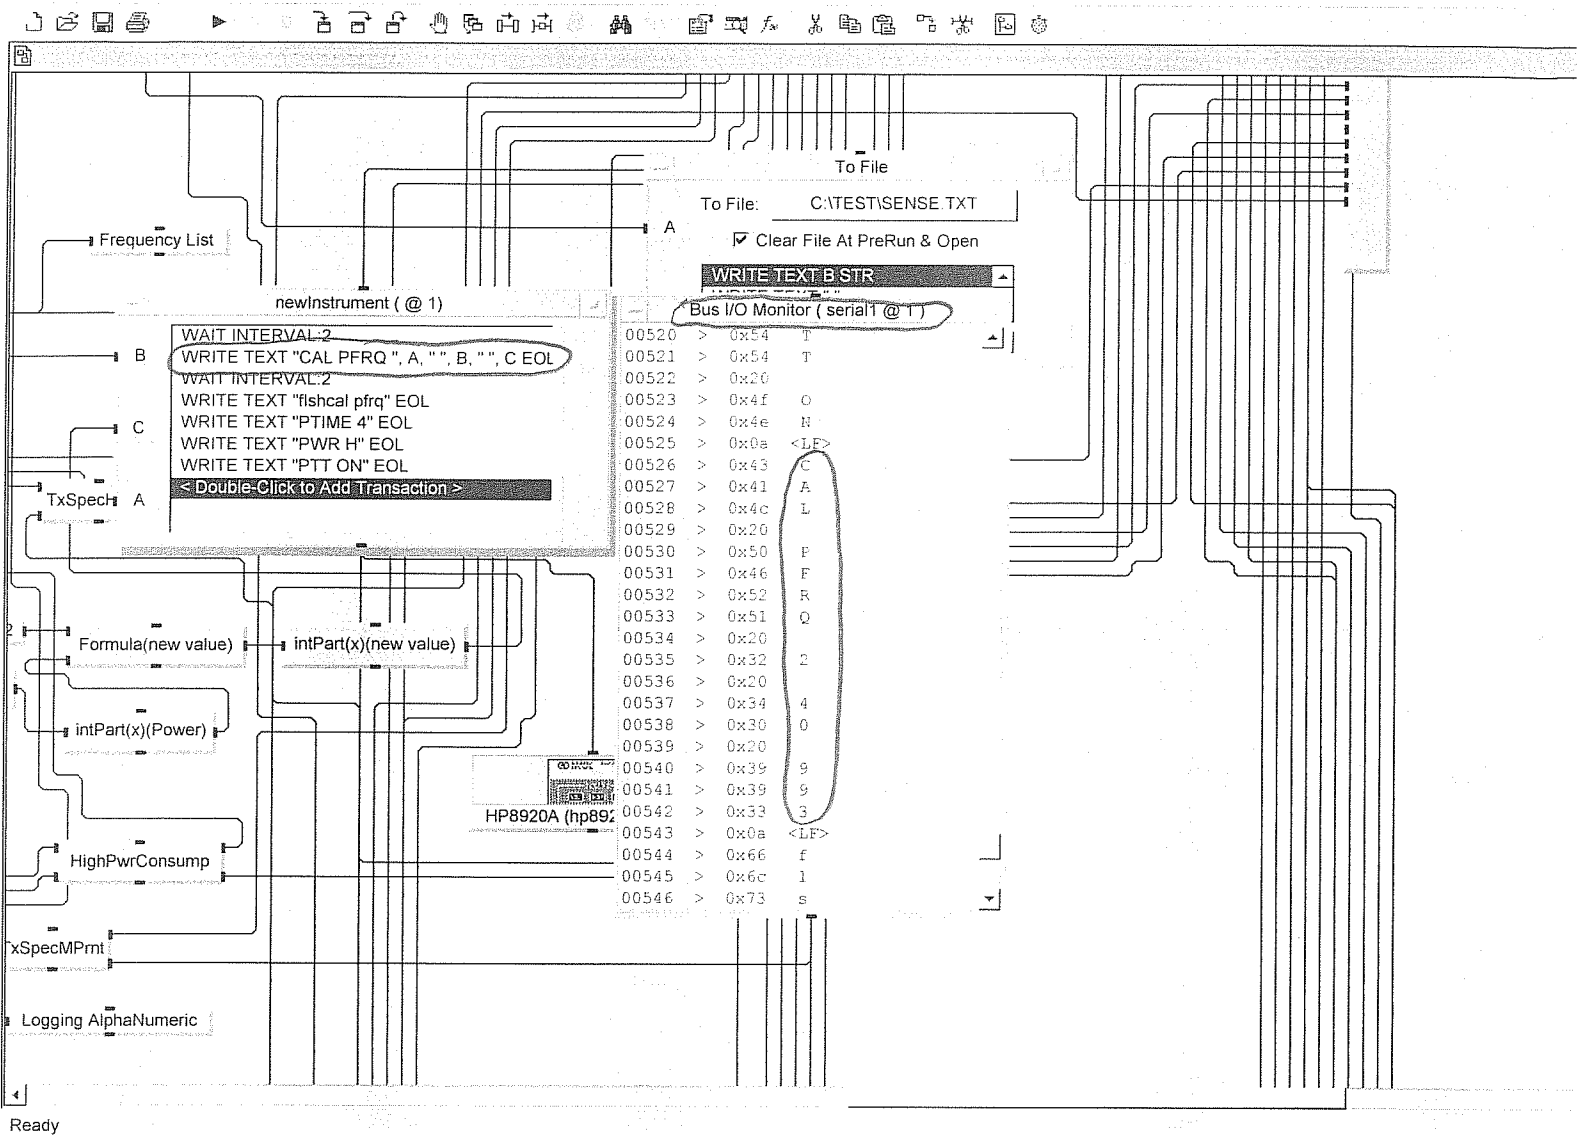 To File
To File: C:\TEST\SENSE.TXT
A
Clear File At PreRun & Open
WRITE TEXT B STR
Frequency List
newInstrument ( @ 1)
WAIT INTERVAL:2
B
WRITE TEXT "CAL PFRQ ", A, " ", B, " ", C EOL
WAIT INTERVAL:2
WRITE TEXT "flshcal pfrq" EOL
C
WRITE TEXT "PTIME 4" EOL
WRITE TEXT "PWR H" EOL
WRITE TEXT "PTT ON" EOL
A
< Double-Click to Add Transaction >
Bus I/O Monitor ( serial1 @ 1 )
00520 > 0x54 T
00521 > 0x54 T
00522 > 0x20
00523 > 0x4f O
00524 > 0x4e N
00525 > 0x0a <LF>
00526 > 0x43 C
00527 > 0x41 A
00528 > 0x4c L
00529 > 0x20
00530 > 0x50 P
00531 > 0x46 F
00532 > 0x52 R
00533 > 0x51 Q
00534 > 0x20
00535 > 0x32 2
00536 > 0x20
00537 > 0x34 4
00538 > 0x30 0
00539 > 0x20
00540 > 0x39 9
00541 > 0x39 9
00542 > 0x33 3
00543 > 0x0a <LF>
00544 > 0x66 f
00545 > 0x6c l
00546 > 0x73 s
TxSpecH
2
Formula(new value)
intPart(x)(new value)
intPart(x)(Power)
HP8920A (hp892
HighPwrConsump
xSpecMPrnt
Logging AlphaNumeric
Ready